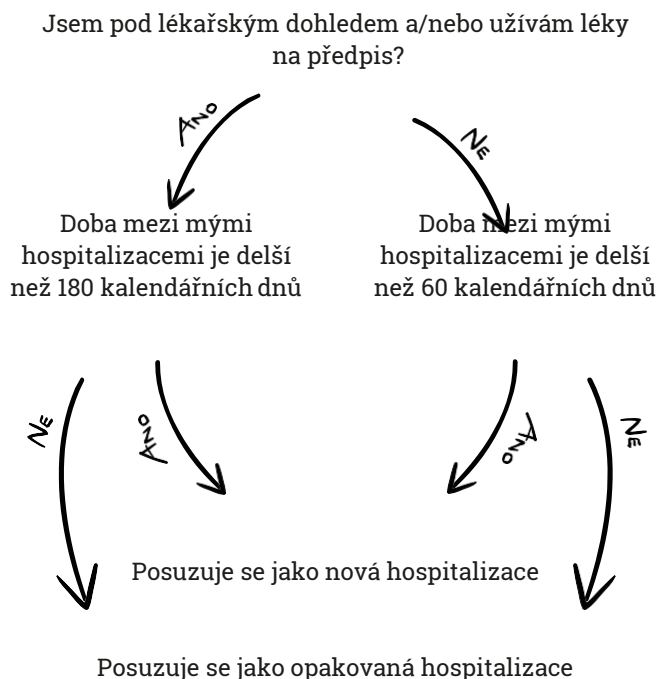 Jsem pod lékařským dohledem a/nebo užívám léky
na předpis?
ANO
NE
Doba mezi mými
hospitalizacemi je delší
než 180 kalendářních dnů
Doba mezi mými
hospitalizacemi je delší
než 60 kalendářních dnů
NE
ANO
ANO
NE
Posuzuje se jako nová hospitalizace
Posuzuje se jako opakovaná hospitalizace